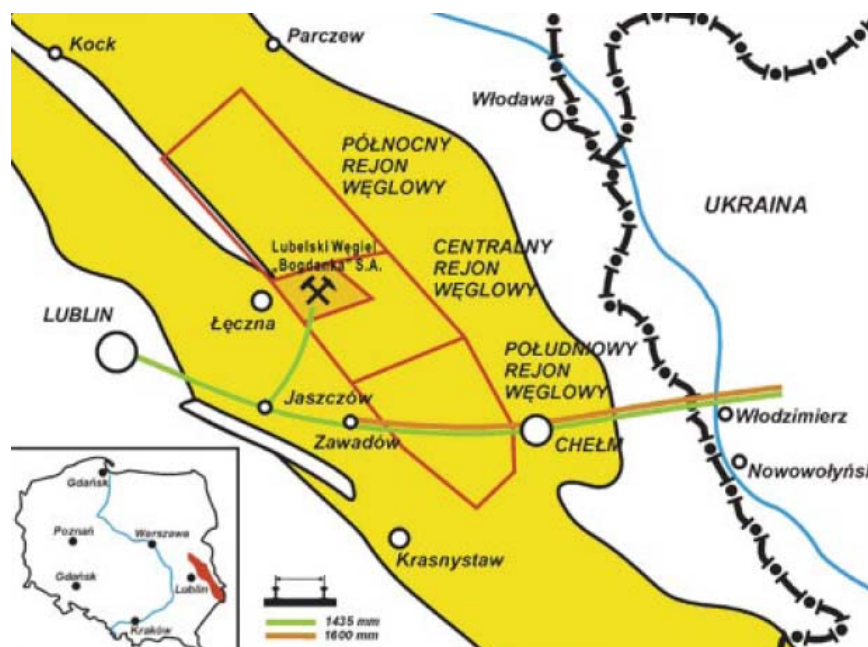 Kock
Parczew
Włodawa
PÓŁNOCNY
REJON
WĘGLOWY
UKRAINA
Lubelski Węgiel
„Bogdanka” S.A.
CENTRALNY
REJON
WĘGLOWY
LUBLIN
Łęczna
POŁUDNIOWY
REJON
WĘGLOWY
Jaszczów
Zawadów
CHEŁM
Włodzimierz
Nowowołyńsk
Krasnystaw
Gdańsk
Poznań
Warszawa
Gdańsk
Lublin
Kraków
1435 mm
1600 mm